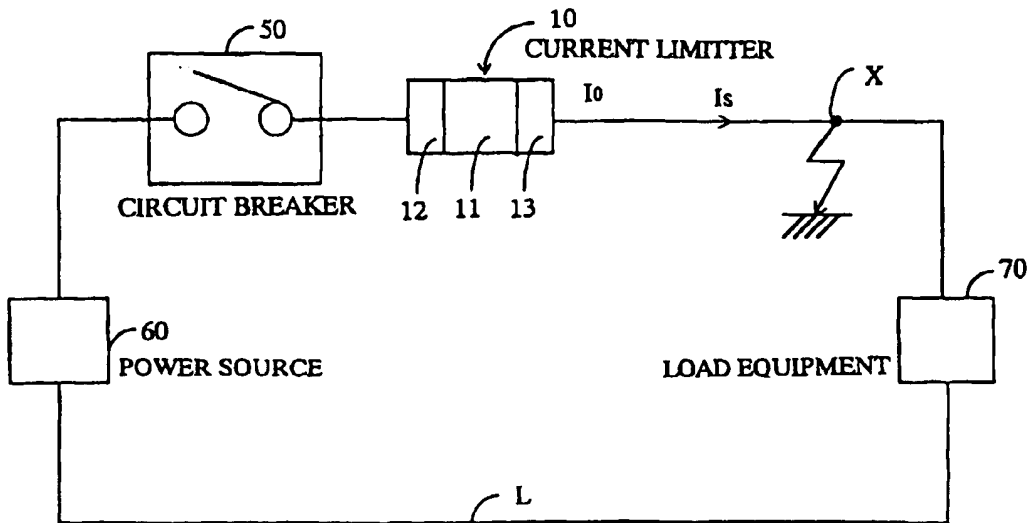 50
10
CURRENT LIMITTER
I0
Is
X
12
11
13
CIRCUIT BREAKER
60
POWER SOURCE
70
LOAD EQUIPMENT
L